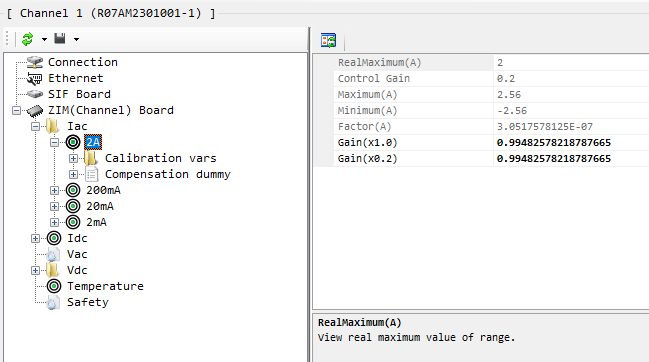 [ Channel 1 (R07AM2301001-1) ]
Connection
Ethernet
SIF Board
ZIM(Channel) Board
Iac
2A
Calibration vars
Compensation dummy
200mA
20mA
2mA
Idc
Vac
Vdc
Temperature
Safety
RealMaximum(A) 2
Control Gain 0.2
Maximum(A) 2.56
Minimum(A) -2.56
Factor(A) 3.0517578125E-07
Gain(x1.0) 0.99482578218787665
Gain(x0.2) 0.99482578218787665
RealMaximum(A)
View real maximum value of range.